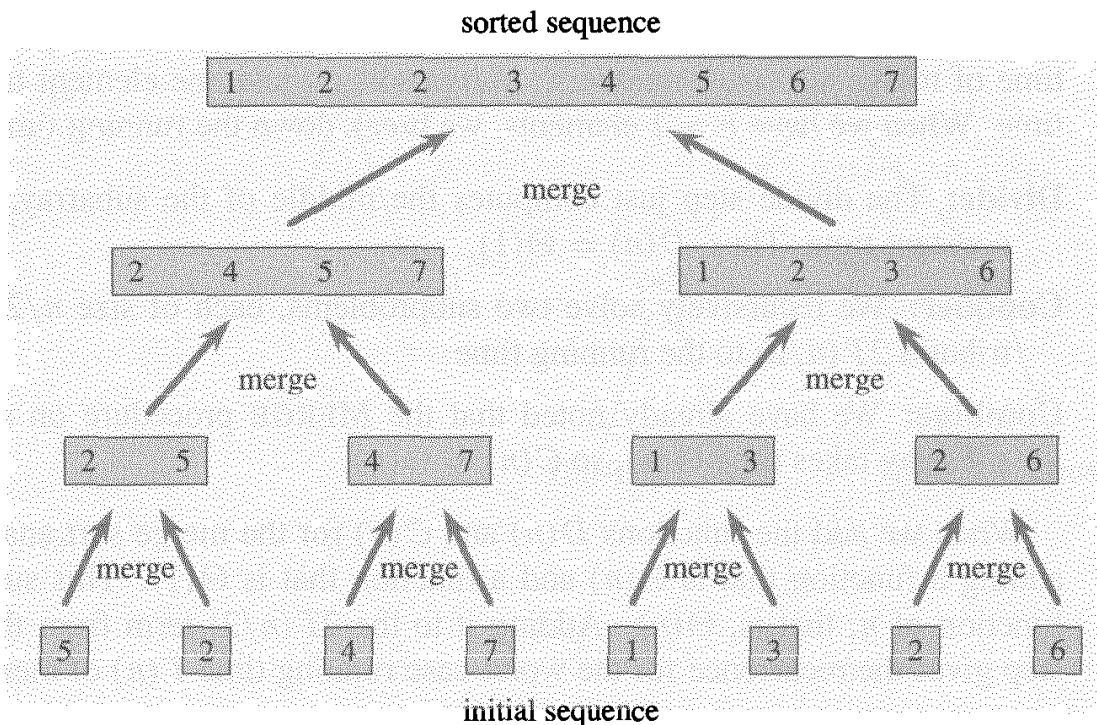 sorted sequence
1 2 2 3 4 5 6 7
merge
2 4 5 7
1 2 3 6
merge
merge
2 5
4 7
1 3
2 6
merge
merge
merge
merge
5
2
4
7
1
3
2
6
initial sequence